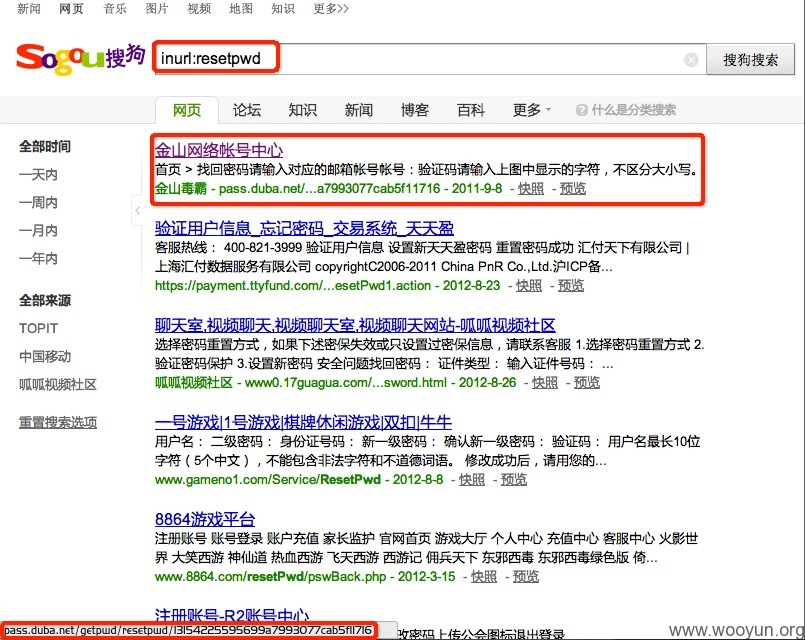 新闻 网页 音乐 图片 视频 地图 知识 更多>>
Sogou搜狗 inurl:resetpwd 搜狗搜索
网页 论坛 知识 新闻 博客 百科 更多 什么是分类搜索
全部时间
一天内
一周内
一月内
一年内
全部来源
TOPIT
中国移动
呱呱视频社区
重置搜索选项
金山网络帐号中心
首页 > 找回密码请输入对应的邮箱帐号帐号：验证码请输入上图中显示的字符，不区分大小写。
金山毒霸 - pass.duba.net/...a7993077cab5f11716 - 2011-9-8 - 快照 - 预览
验证用户信息_忘记密码_交易系统_天天盈
客服热线： 400-821-3999 验证用户信息 设置新天天盈密码 重置密码成功 汇付天下有限公司 |
上海汇付数据服务有限公司 copyrightC2006-2011 China PnR Co.,Ltd.沪ICP备...
https://payment.ttyfund.com/...esetPwd1.action - 2012-8-23 - 快照 - 预览
聊天室,视频聊天,视频聊天室,视频聊天网站-呱呱视频社区
选择密码重置方式，如果下述密保失效或只设置过密保信息，请联系客服 1.选择密码重置方式 2.
验证密码保护 3.设置新密码 安全问题找回密码： 证件类型： 输入证件号码： ...
呱呱视频社区 - www0.17guagua.com/...sword.html - 2012-8-26 - 快照 - 预览
一号游戏|1号游戏|棋牌休闲游戏|双扣|牛牛
用户名： 二级密码： 身份证号码： 新一级密码： 确认新一级密码： 验证码： 用户名最长10位
字符（5个中文），不能包含非法字符和不道德词语。 修改成功后，请用您的...
www.gameno1.com/Service/ResetPwd - 2012-8-8 - 快照 - 预览
8864游戏平台
注册账号 账号登录 账户充值 家长监护 官网首页 游戏大厅 个人中心 充值中心 客服中心 火影世
界 大笑西游 神仙道 热血西游 飞天西游 西游记 佣兵天下 东邪西毒 东邪西毒绿色版 倚...
www.8864.com/resetPwd/pswBack.php - 2012-3-15 - 快照 - 预览
注册账号-R2账号中心
改密码上传公会图标退出登录
pass.duba.net/getpwd/resetpwd/1315422559569​9a7993077cab5f11716
www.wooyun.org